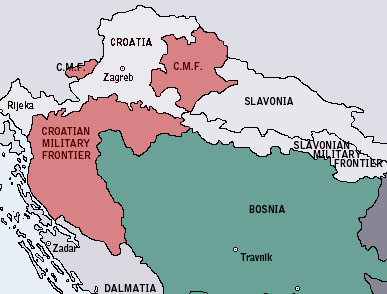 CROATIA
C.M.F.
C.M.F.
Zagreb
Rijeka
SLAVONIA
CROATIAN
MILITARY
FRONTIER
SLAVONIAN
MILITARY
FRONTIER
BOSNIA
Zadar
Travnik
DALMATIA